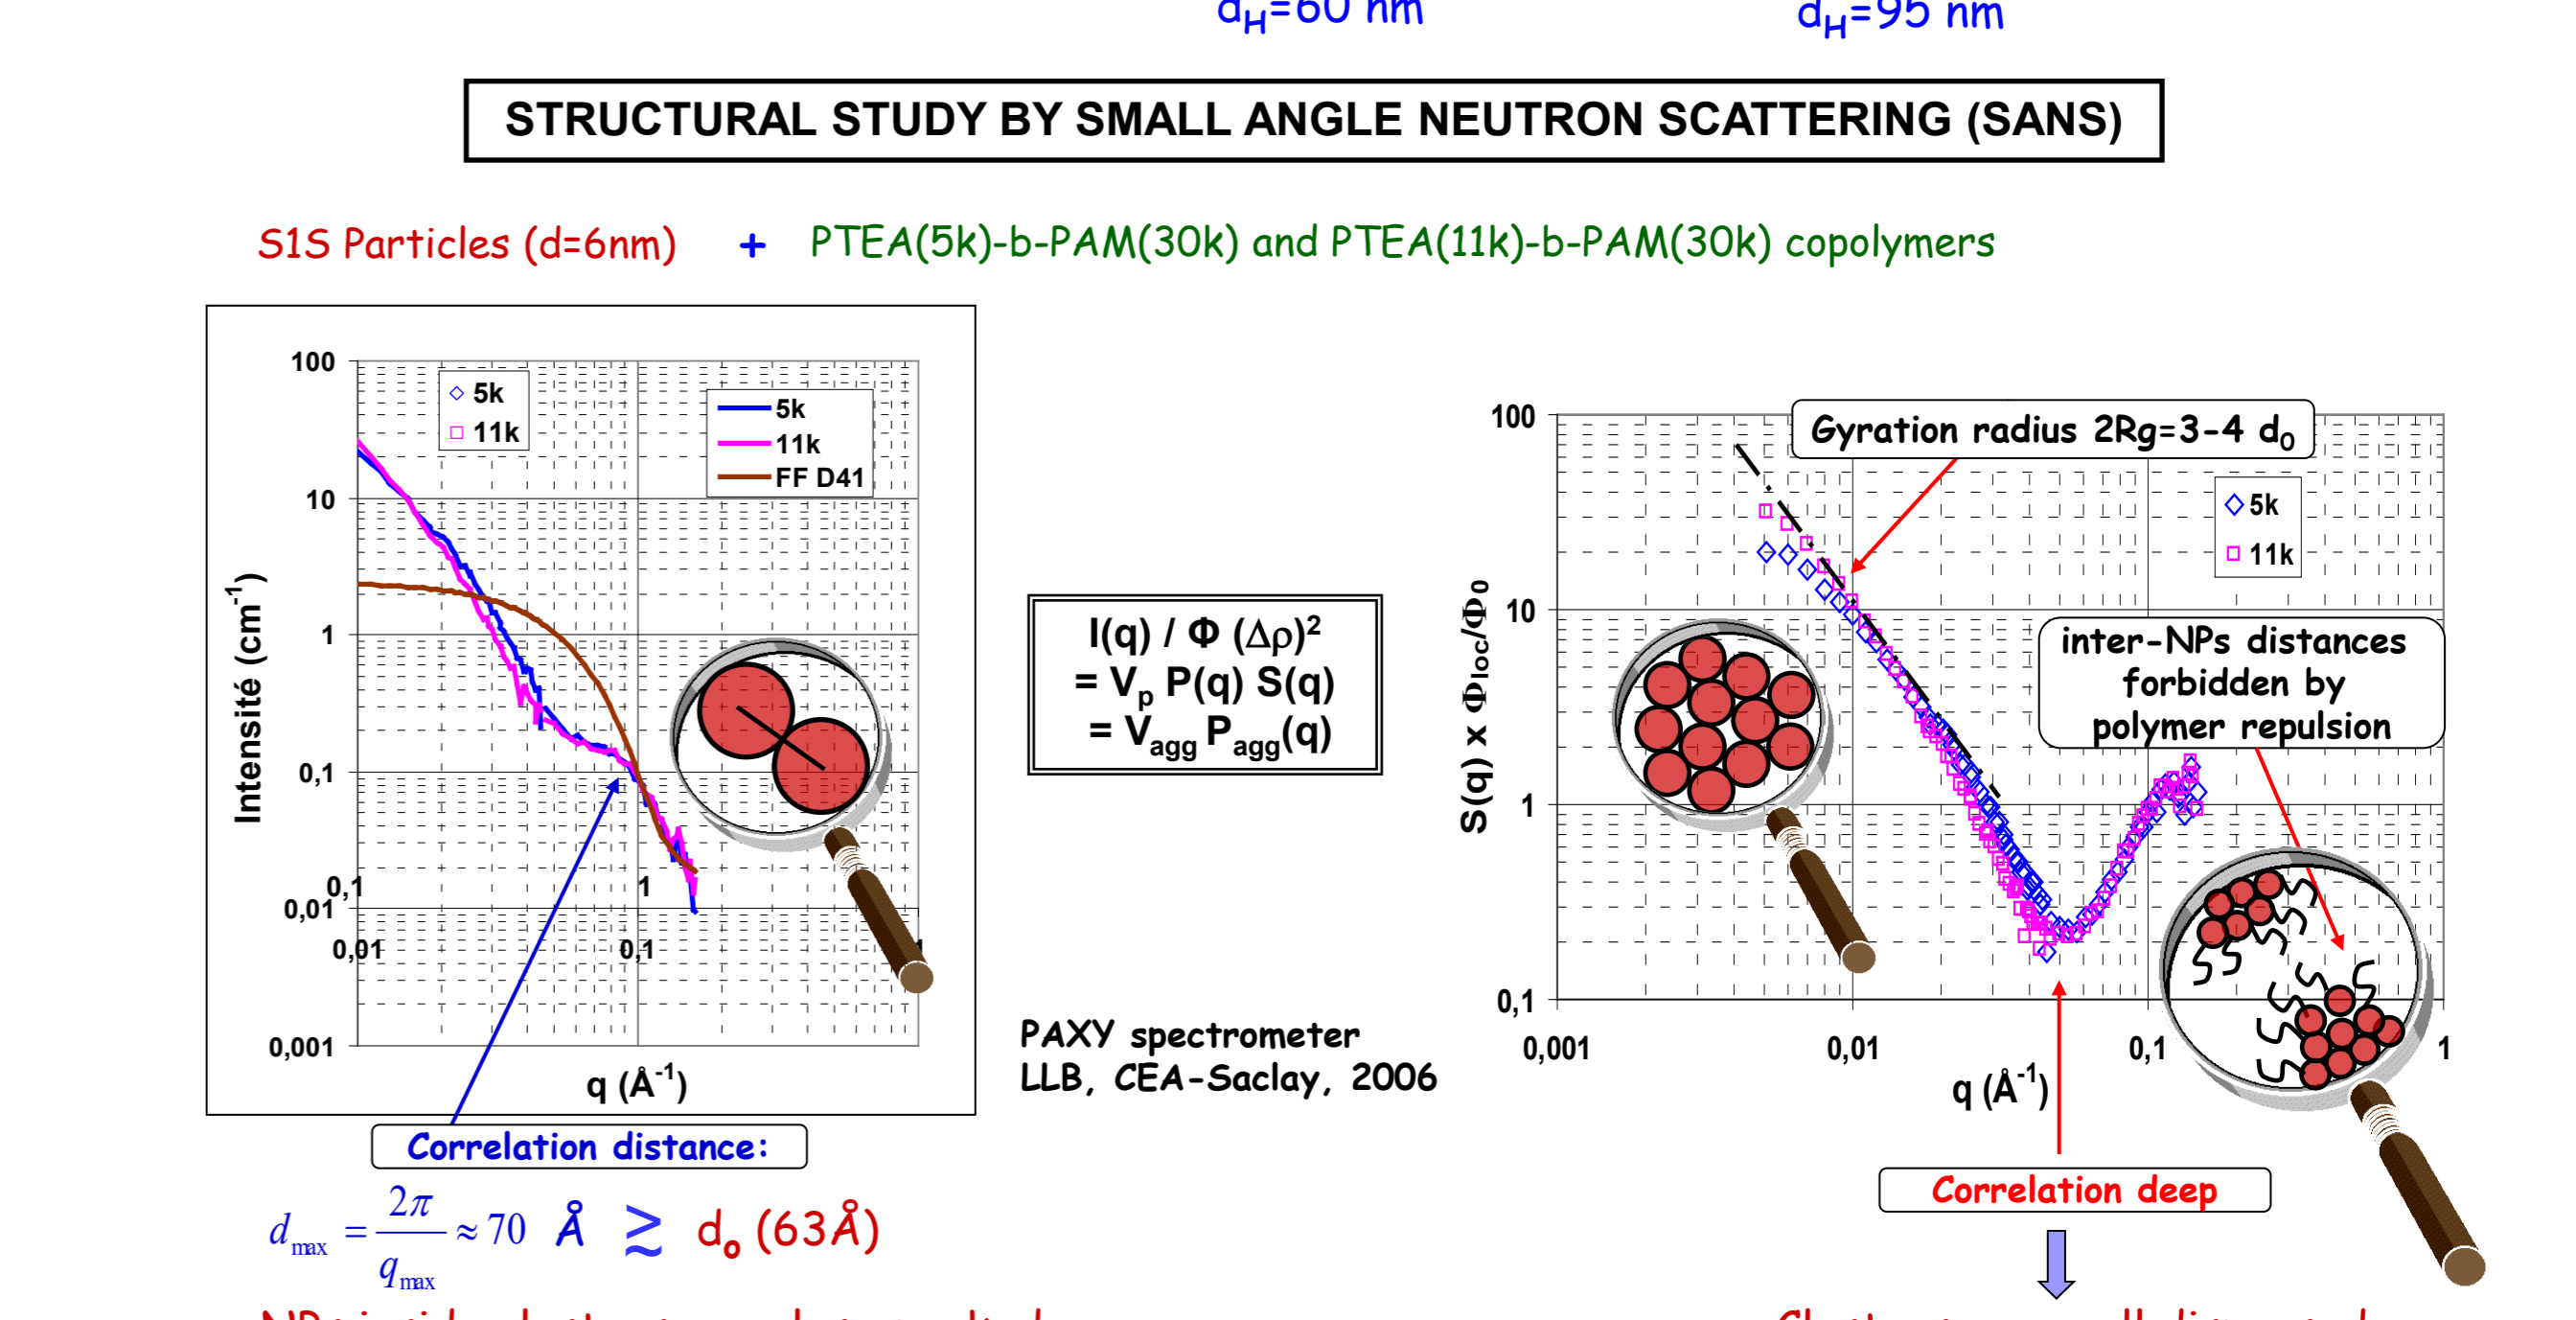 dH=60 nm
dH=95 nm
STRUCTURAL STUDY BY SMALL ANGLE NEUTRON SCATTERING (SANS)
S1S Particles (d=6nm) + PTEA(5k)-b-PAM(30k) and PTEA(11k)-b-PAM(30k) copolymers
100
10
1
0,1
0,1
1
0,01
0,01
0,1
1
0,001
Intensité (cm-1)
q (Å-1)
5k
11k
5k
11k
FF D41
I(q) / Φ (Δρ)2
= Vp P(q) S(q)
= Vagg Pagg(q)
PAXY spectrometer
LLB, CEA-Saclay, 2006
Correlation distance:
dmax = 2π / qmax ≈ 70 Å ≳ do (63Å)
100
10
1
0,1
0,001
0,01
0,1
1
S(q) x Φloc/Φ0
q (Å-1)
Gyration radius 2Rg=3-4 d0
5k
11k
inter-NPs distances
forbidden by
polymer repulsion
Correlation deep